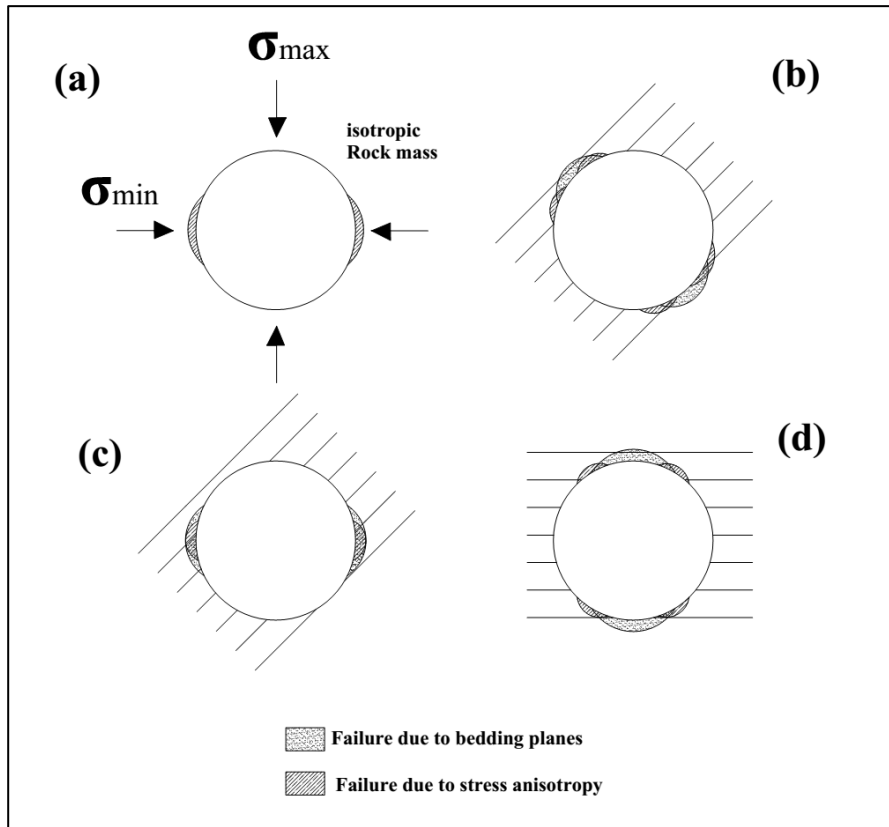 σmax
(a)
(b)
isotropic
Rock mass
σmin
(c)
(d)
Failure due to bedding planes
Failure due to stress anisotropy